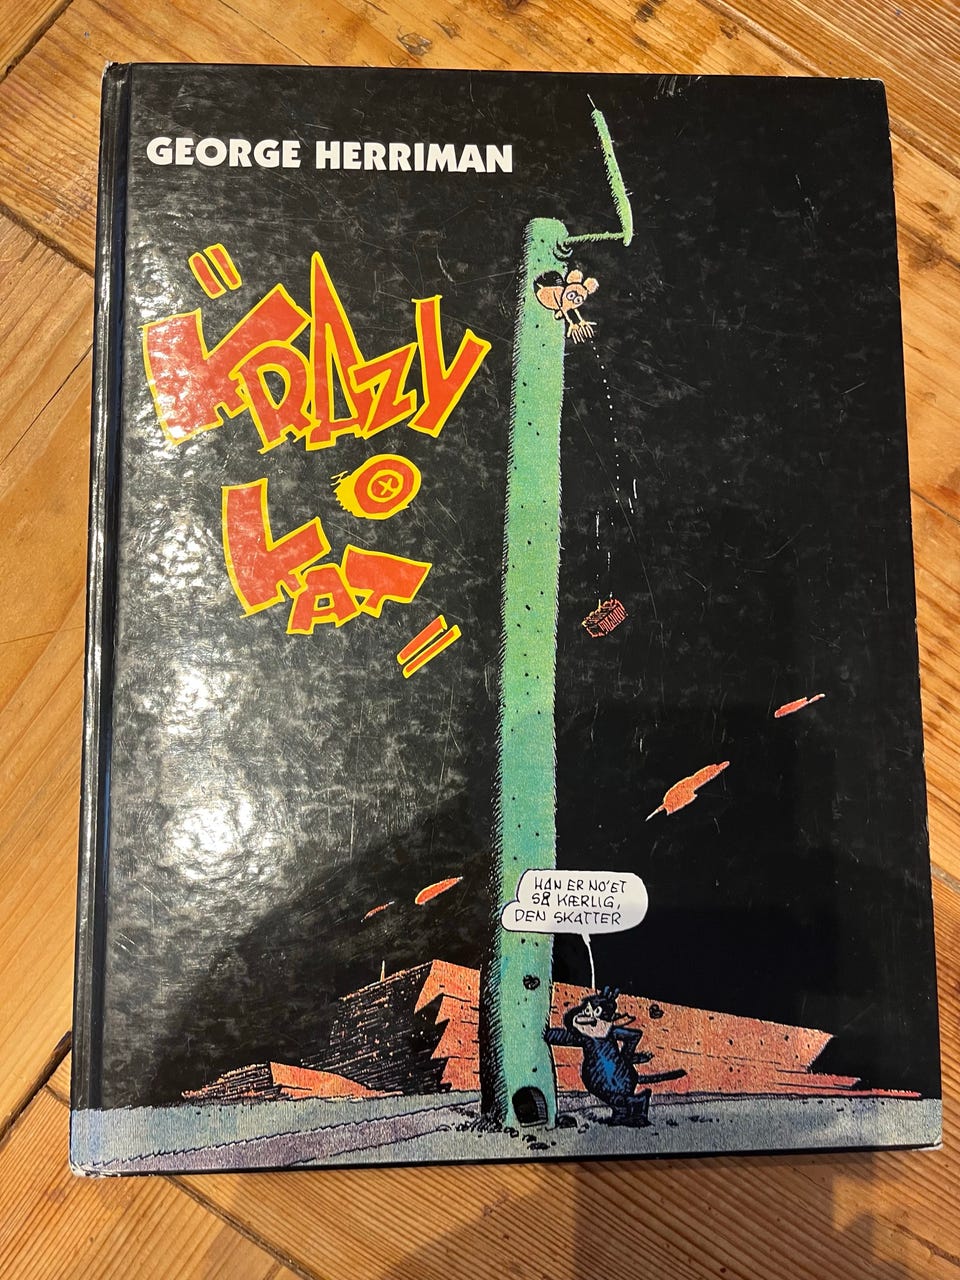 GEORGE HERRIMAN
"KRAZY
KAT"
HAN ER NO'ET
SÅ KÆRLIG,
DEN SKATTER